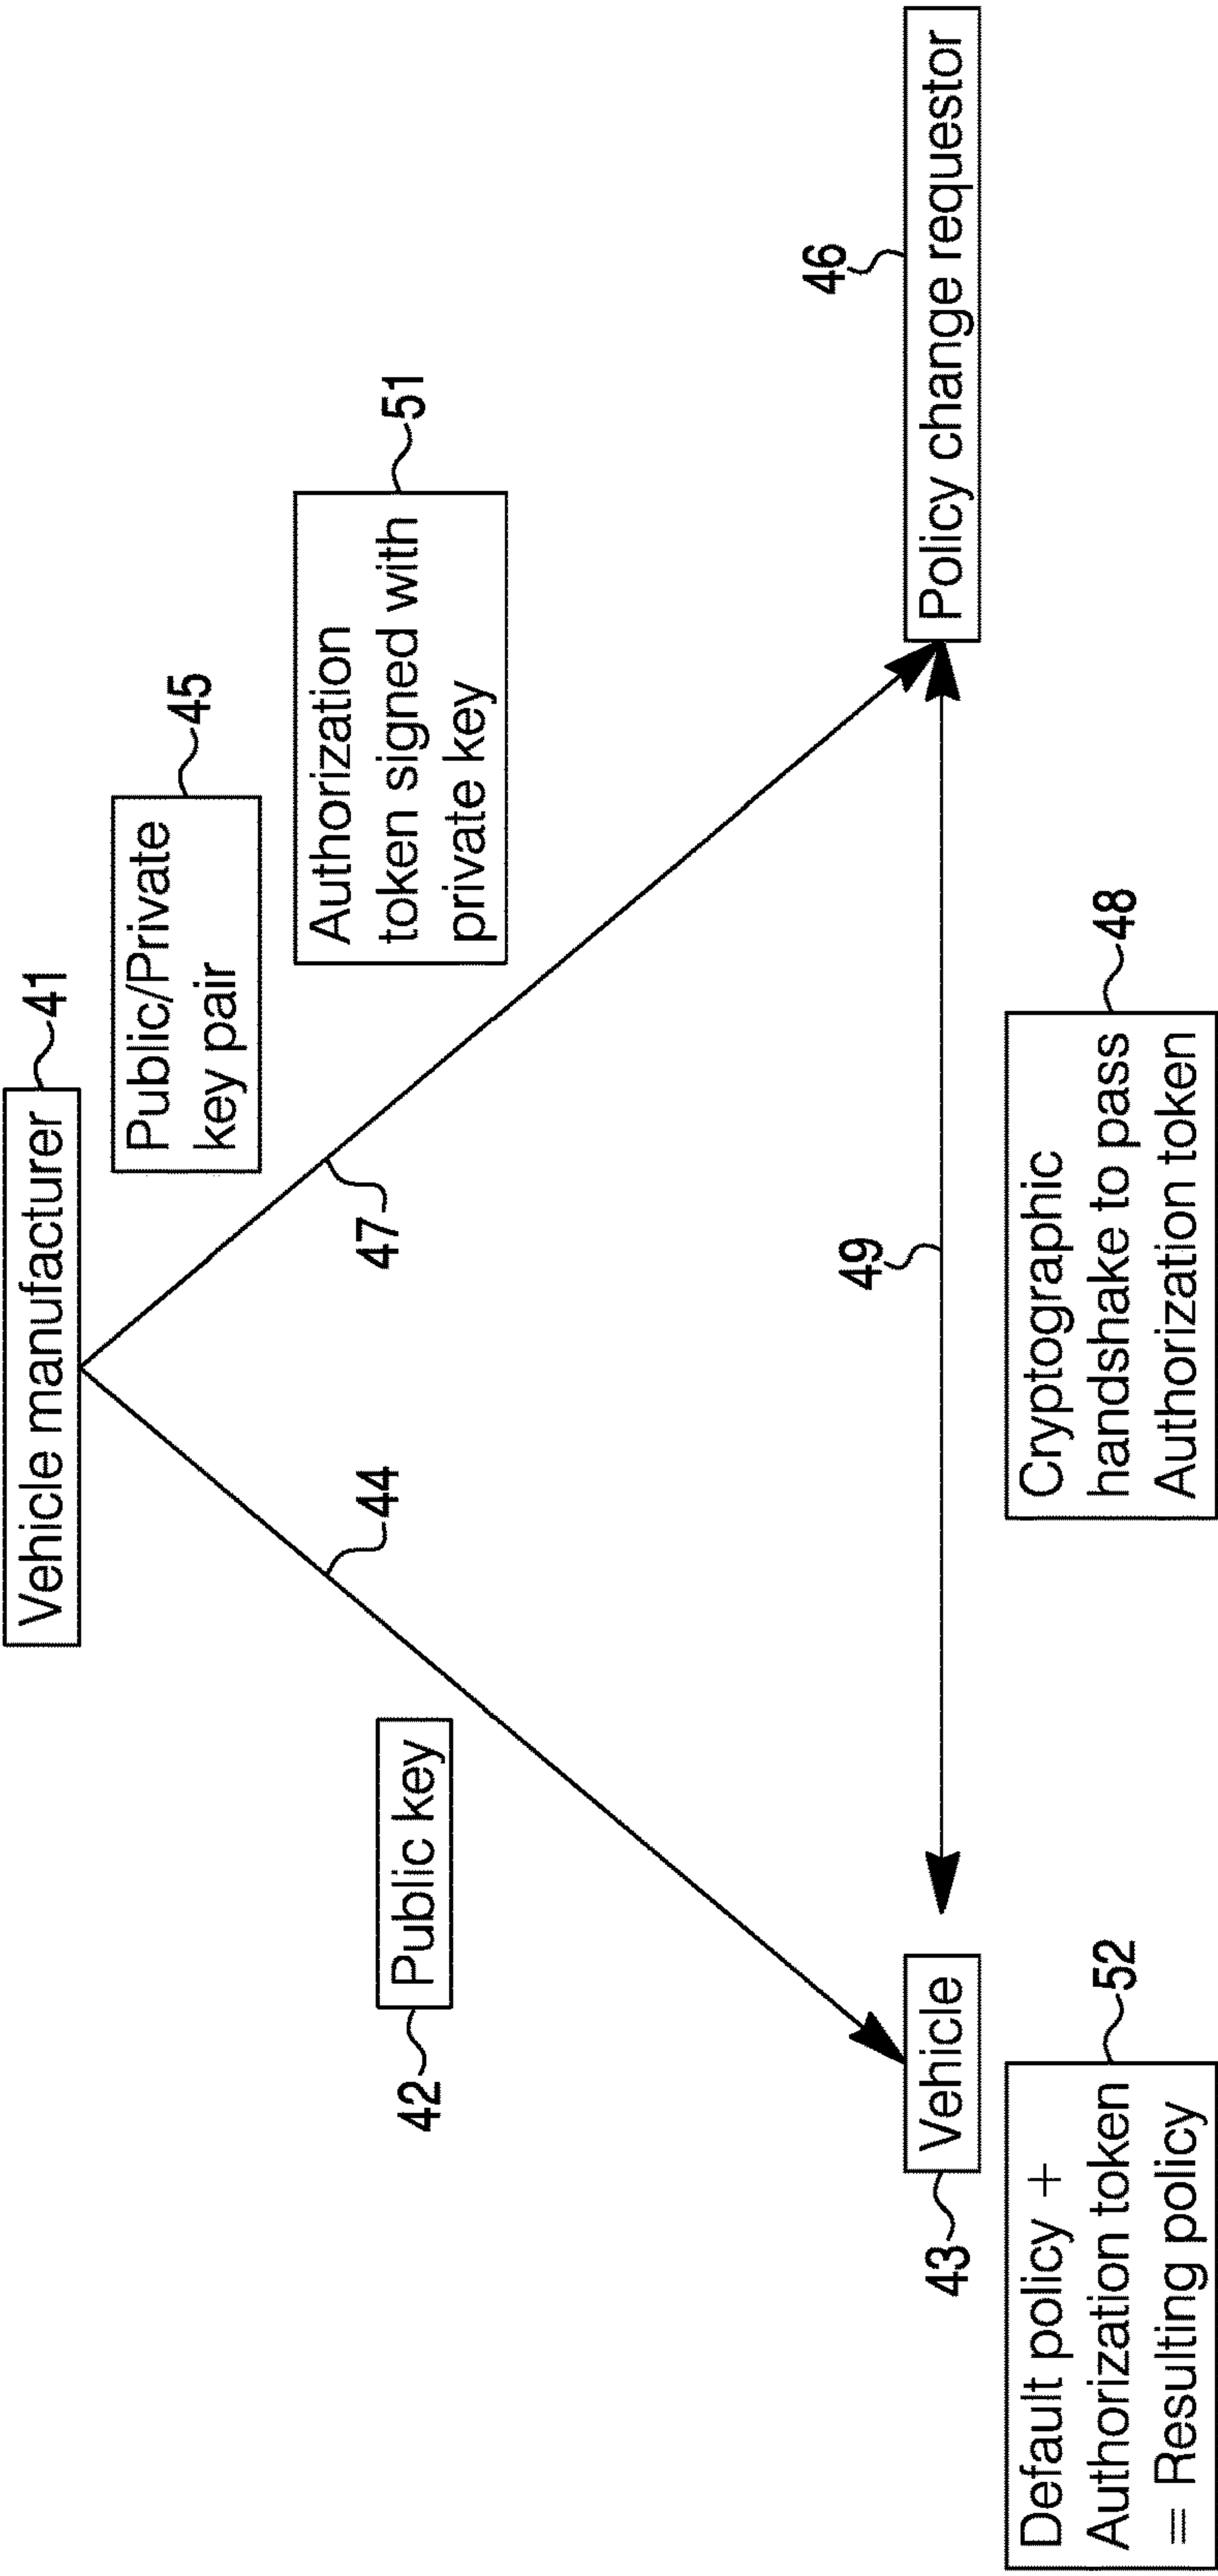 Vehicle manufacturer
41
Public/Private
key pair
45
Authorization
token signed with
private key
51
42
Public key
44
47
46
49
43
Vehicle
Policy change requestor
Default policy +
Authorization token
= Resulting policy
52
Cryptographic
handshake to pass
Authorization token
48